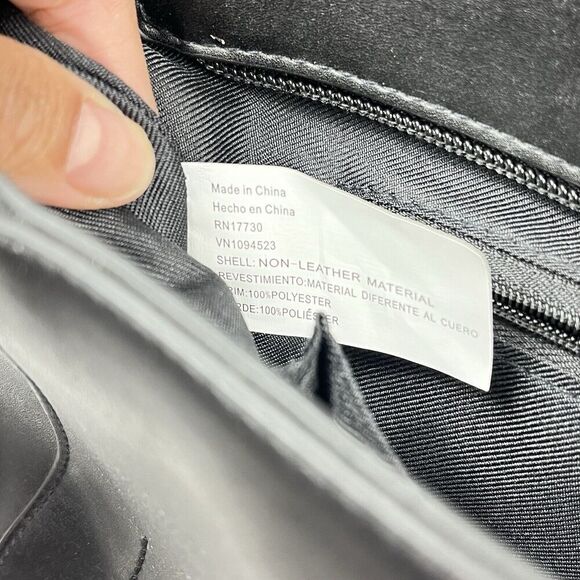 Made in China
Hecho en China
RN17730
VN1094523
SHELL: NON-LEATHER MATERIAL
REVESTIMIENTO:MATERIAL DIFERENTE AL CUERO
RIM:100%POLYESTER
RDE:100%POLIÉSTER